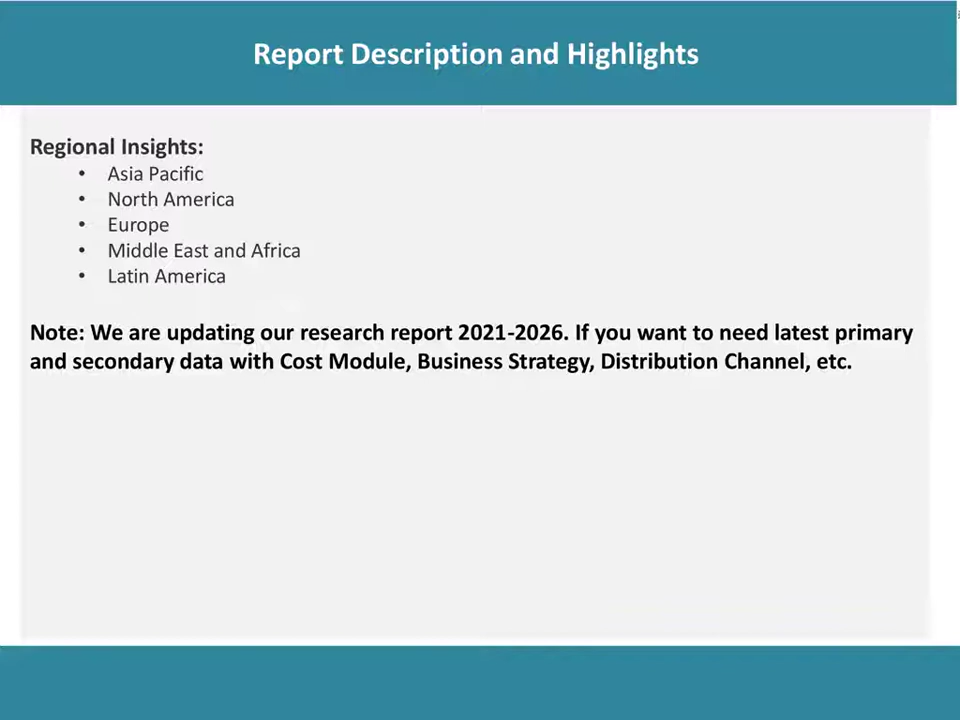 Report Description and Highlights
Regional Insights:
• Asia Pacific
• North America
• Europe
• Middle East and Africa
• Latin America
Note: We are updating our research report 2021-2026. If you want to need latest primary
and secondary data with Cost Module, Business Strategy, Distribution Channel, etc.